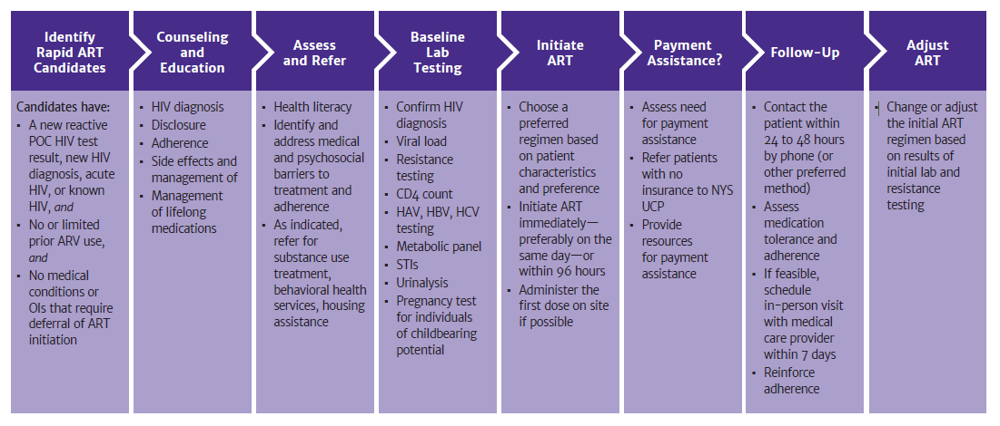 Identify
Rapid ART
Candidates
Candidates have:
▪ A new reactive
POC HIV test
result, new HIV
diagnosis, acute
HIV, or known
HIV, and
▪ No or limited
prior ARV use,
and
▪ No medical
conditions or
OIs that require
deferral of ART
initiation
Counseling
and
Education
▪ HIV diagnosis
▪ Disclosure
▪ Adherence
▪ Side effects and
management of
▪ Management
of lifelong
medications
Assess
and Refer
▪ Health literacy
▪ Identify and
address medical
and psychosocial
barriers to
treatment and
adherence
▪ As indicated,
refer for
substance use
treatment,
behavioral health
services, housing
assistance
Baseline
Lab
Testing
▪ Confirm HIV
diagnosis
▪ Viral load
▪ Resistance
testing
▪ CD4 count
▪ HAV, HBV, HCV
testing
▪ Metabolic panel
▪ STIs
▪ Urinalysis
▪ Pregnancy test
for individuals
of childbearing
potential
Initiate
ART
▪ Choose a
preferred
regimen based
on patient
characteristics
and preference
▪ Initiate ART
immediately—
preferably on the
same day—or
within 96 hours
▪ Administer the
first dose on site
if possible
Payment
Assistance?
▪ Assess need
for payment
assistance
▪ Refer patients
with no
insurance to NYS
UCP
▪ Provide
resources
for payment
assistance
Follow-Up
▪ Contact the
patient within
24 to 48 hours
by phone (or
other preferred
method)
▪ Assess
medication
tolerance and
adherence
▪ If feasible,
schedule
in-person visit
with medical
care provider
within 7 days
▪ Reinforce
adherence
Adjust
ART
▪ Change or adjust
the initial ART
regimen based
on results of
initial lab and
resistance
testing